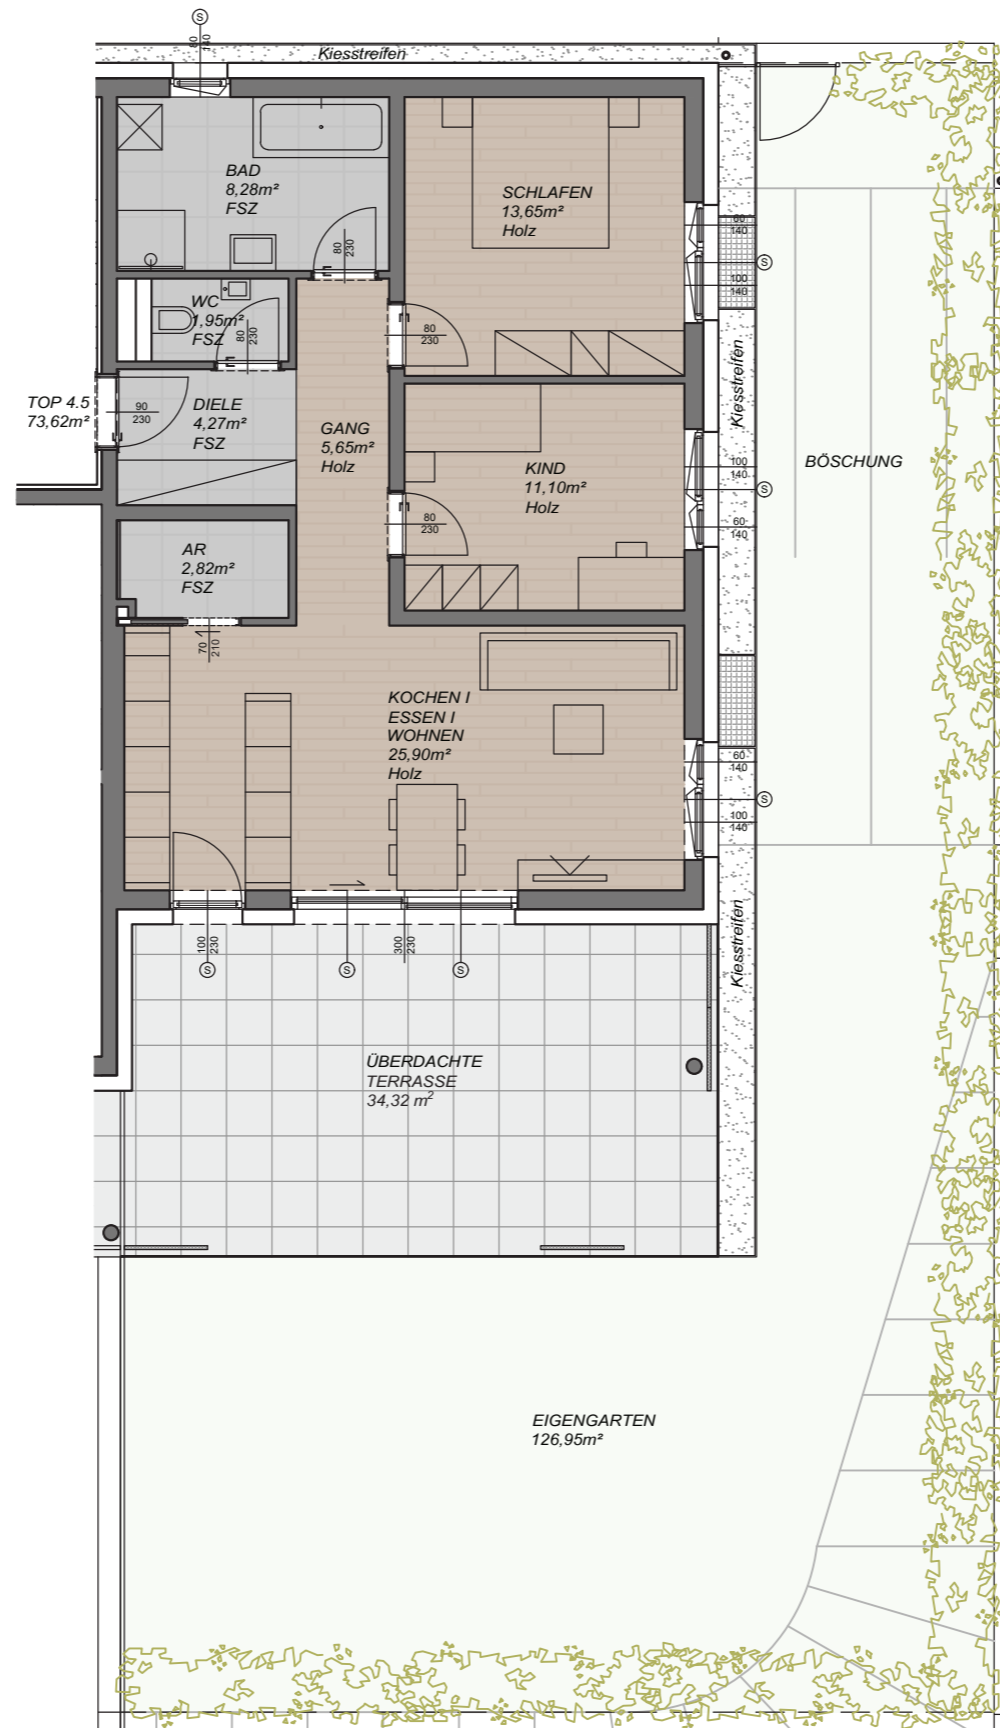 S
80
140
Kiesstreifen
BAD
8,28m²
FSZ
SCHLAFEN
13,65m²
Holz
80
230
60
140
S
100
140
WC
1,95m²
FSZ
80
230
80
230
Kiesstreifen
TOP 4.5
73,62m²
90
230
DIELE
4,27m²
FSZ
GANG
5,65m²
Holz
KIND
11,10m²
Holz
100
140
S
60
140
BÖSCHUNG
80
230
AR
2,82m²
FSZ
70
210
KOCHEN I
ESSEN I
WOHNEN
25,90m²
Holz
60
140
S
100
140
Kiesstreifen
100
230
S
S
300
230
S
ÜBERDACHTE
TERRASSE
34,32 m²
EIGENGARTEN
126,95m²